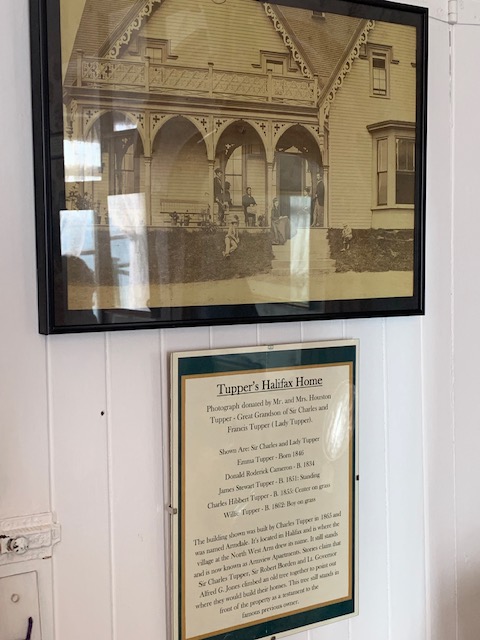 Tupper's Halifax Home
Photograph donated by Mr. and Mrs. Houston
Tupper - Great Grandson of Sir Charles and
Francis Tupper ( Lady Tupper).
Shown Are: Sir Charles and Lady Tupper
Emma Tupper - Born 1846
Donald Roderick Cameron - B. 1834
James Stewart Tupper - B. 1851: Standing
Charles Hilibert Tupper - B. 1855: Center on grass
Willie Tupper - B. 1862: Boy on grass
The building shown was built by Charles Tupper in 1865 and
was named Armdale. It's located in Halifax and is where the
village at the North West Arm drew its name. It still stands
and is now known as Armview Apartments. Stories claim that
Sir Charles Tupper, Sir Robert Borden and Lt. Governor
Alfred G. Jones climbed an old tree together to point out
where they would build their homes. This tree still stands in
front of the property as a testament to the
famous previous owner.